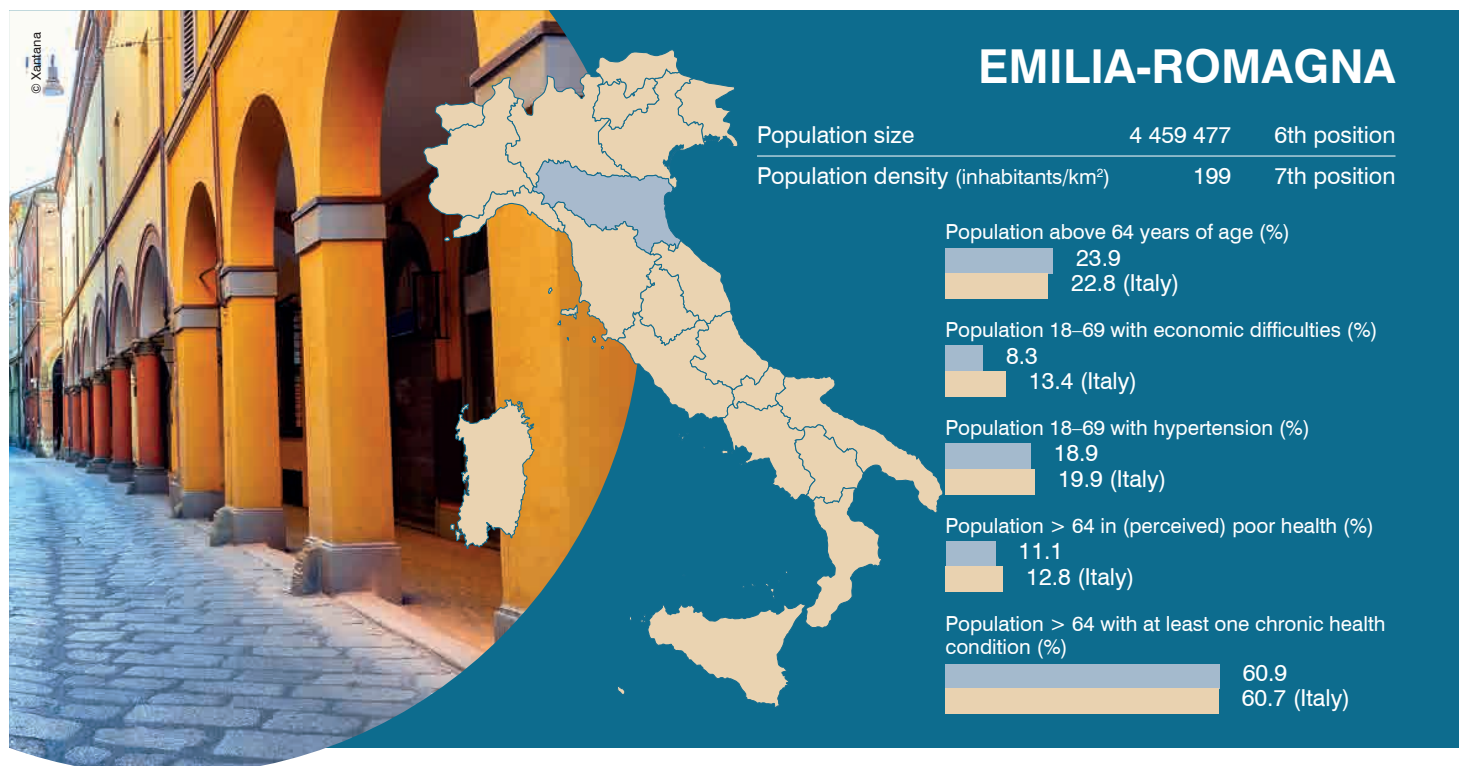 © Xantana
EMILIA-ROMAGNA
Population size 4 459 477 6th position
Population density (inhabitants/km²) 199 7th position
Population above 64 years of age (%)
23.9
22.8 (Italy)
Population 18–69 with economic difficulties (%)
8.3
13.4 (Italy)
Population 18–69 with hypertension (%)
18.9
19.9 (Italy)
Population > 64 in (perceived) poor health (%)
11.1
12.8 (Italy)
Population > 64 with at least one chronic health
condition (%)
60.9
60.7 (Italy)